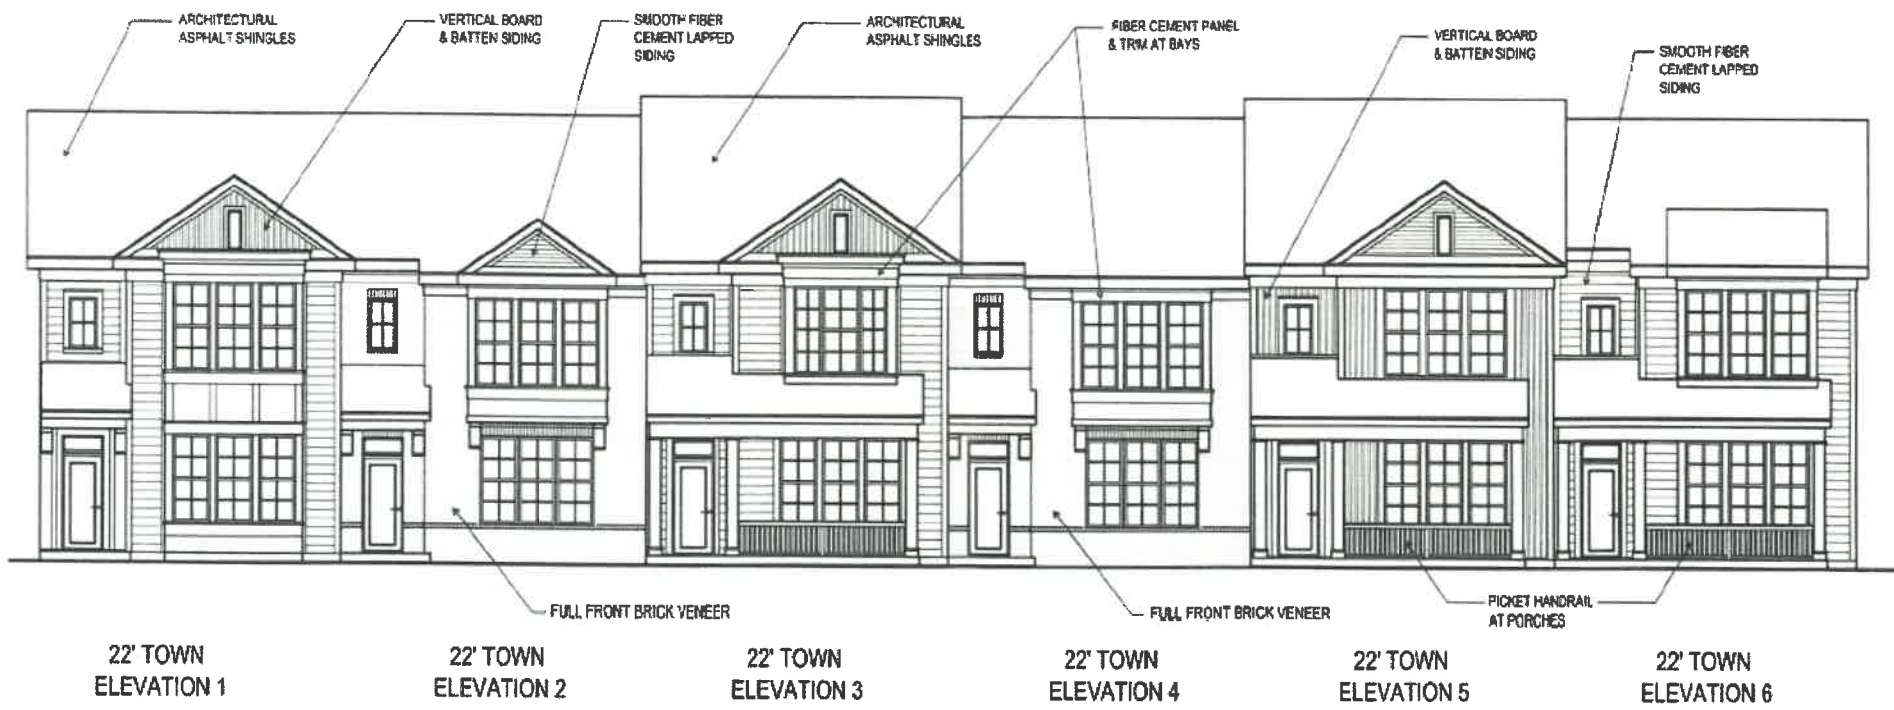 ARCHITECTURAL
ASPHALT SHINGLES
VERTICAL BOARD
& BATTEN SIDING
SMOOTH FIBER
CEMENT LAPPED
SIDING
ARCHITECTURAL
ASPHALT SHINGLES
FIBER CEMENT PANEL
& TRIM AT BAYS
VERTICAL BOARD
& BATTEN SIDING
SMOOTH FIBER
CEMENT LAPPED
SIDING
FULL FRONT BRICK VENEER
FULL FRONT BRICK VENEER
PICKET HANDRAIL
AT PORCHES
22' TOWN
ELEVATION 1
22' TOWN
ELEVATION 2
22' TOWN
ELEVATION 3
22' TOWN
ELEVATION 4
22' TOWN
ELEVATION 5
22' TOWN
ELEVATION 6